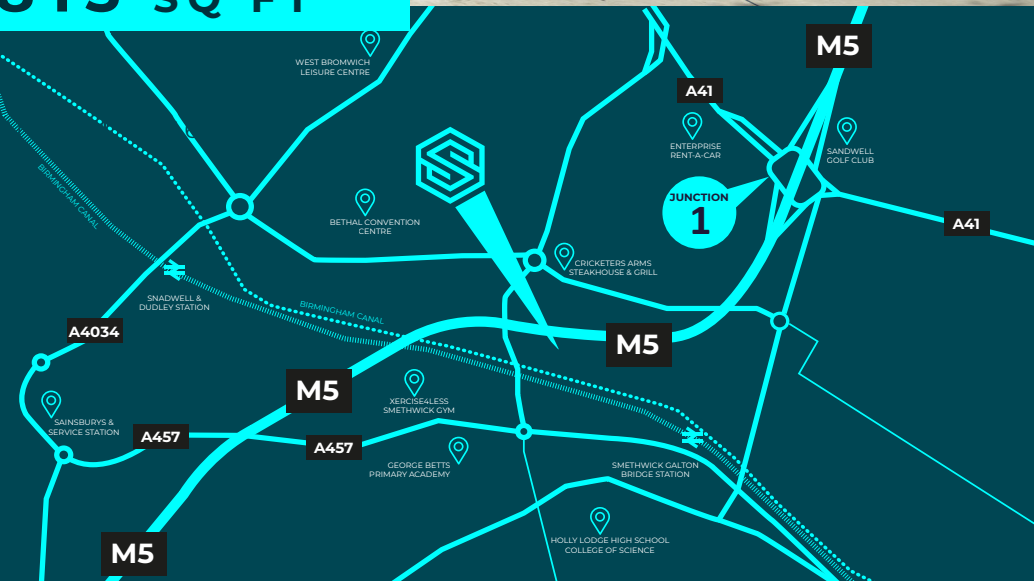 SQ FT
M5
WEST BROMWICH
LEISURE CENTRE
A41
ENTERPRISE
RENT-A-CAR
SANDWELL
GOLF CLUB
BIRMINGHAM CANAL
JUNCTION
1
BETHAL CONVENTION
CENTRE
A41
CRICKETERS ARMS
STEAKHOUSE & GRILL
SNADWELL &
DUDLEY STATION
BIRMINGHAM CANAL
A4034
M5
M5
XERCISE4LESS
SMETHWICK GYM
SAINSBURYS &
SERVICE STATION
A457
A457
GEORGE BETTS
PRIMARY ACADEMY
SMETHWICK GALTON
BRIDGE STATION
HOLLY LODGE HIGH SCHOOL
COLLEGE OF SCIENCE
M5